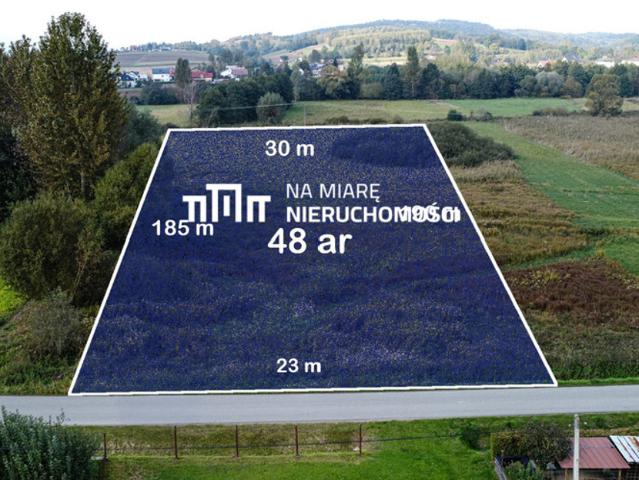 30 m
NA MIARĘ
NIERUCHOMOŚCI
185 m
48 ar
23 m